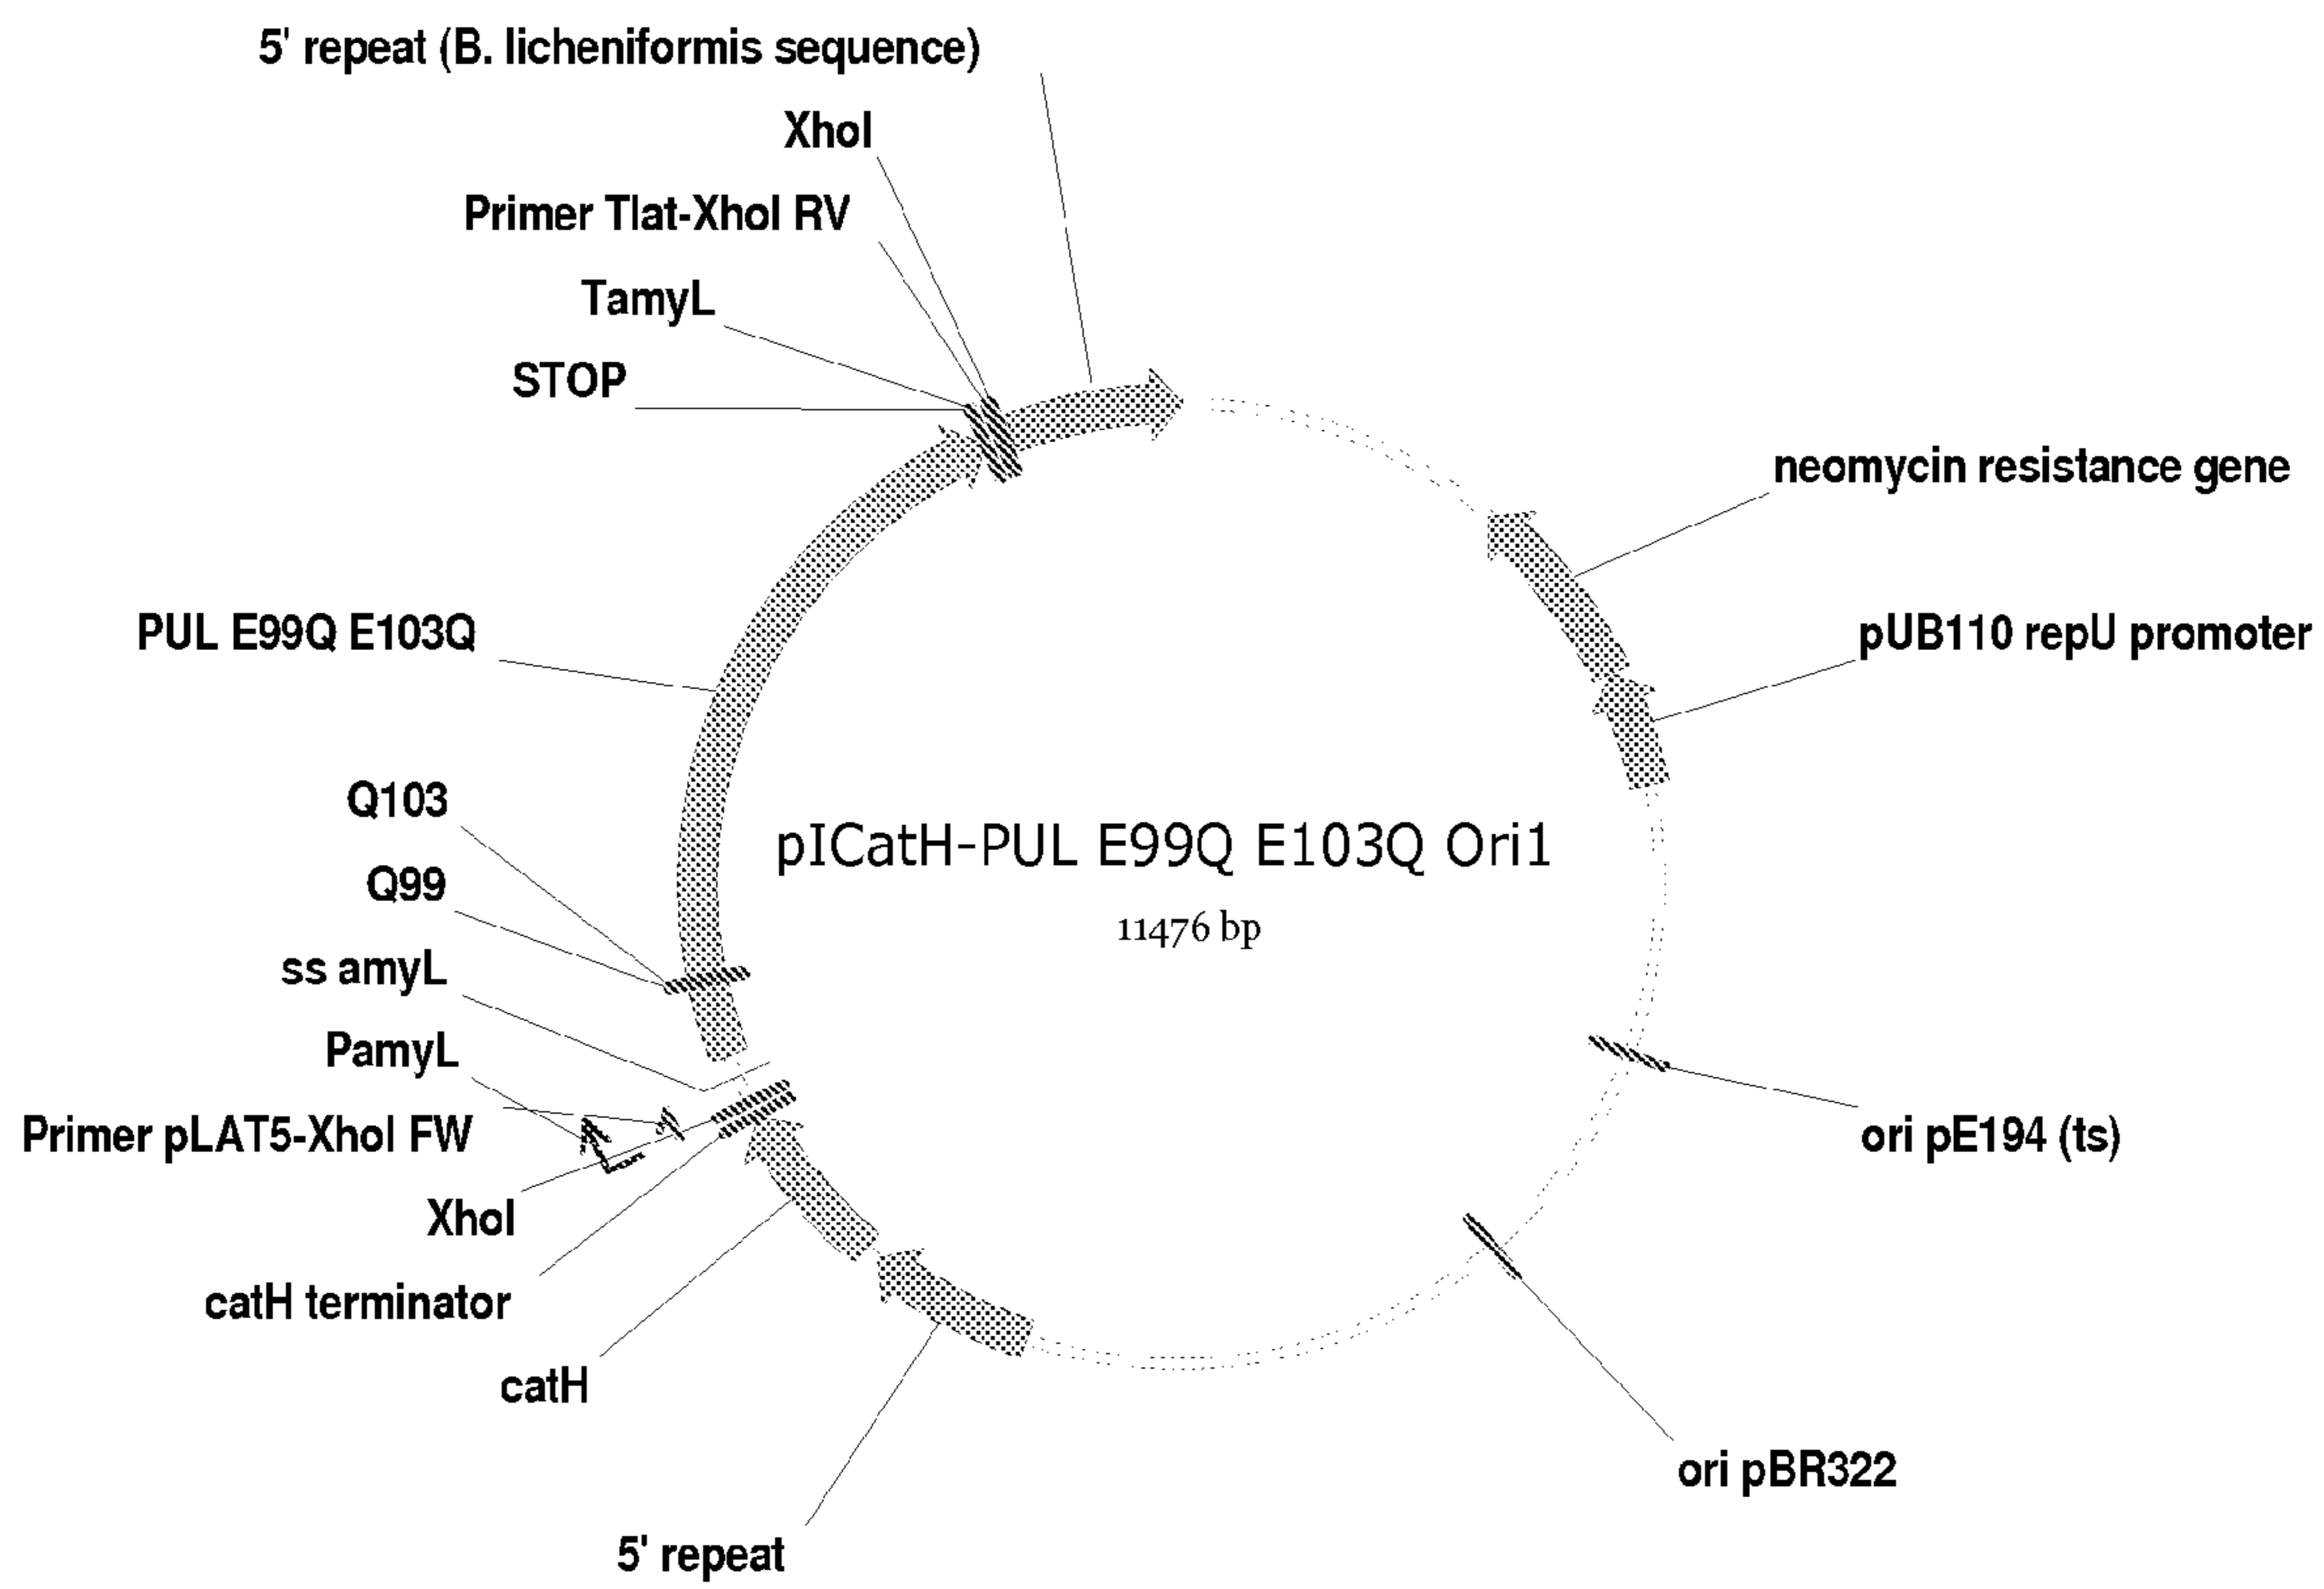 5' repeat (B. licheniformis sequence)
XhoI
Primer Tlat-XhoI RV
TamyL
STOP
neomycin resistance gene
PUL E99Q E103Q
pUB110 repU promoter
Q103
pICatH-PUL E99Q E103Q Ori1
Q99
11476 bp
ss amyL
PamyL
Primer pLAT5-XhoI FW
ori pE194 (ts)
XhoI
catH terminator
catH
ori pBR322
5' repeat